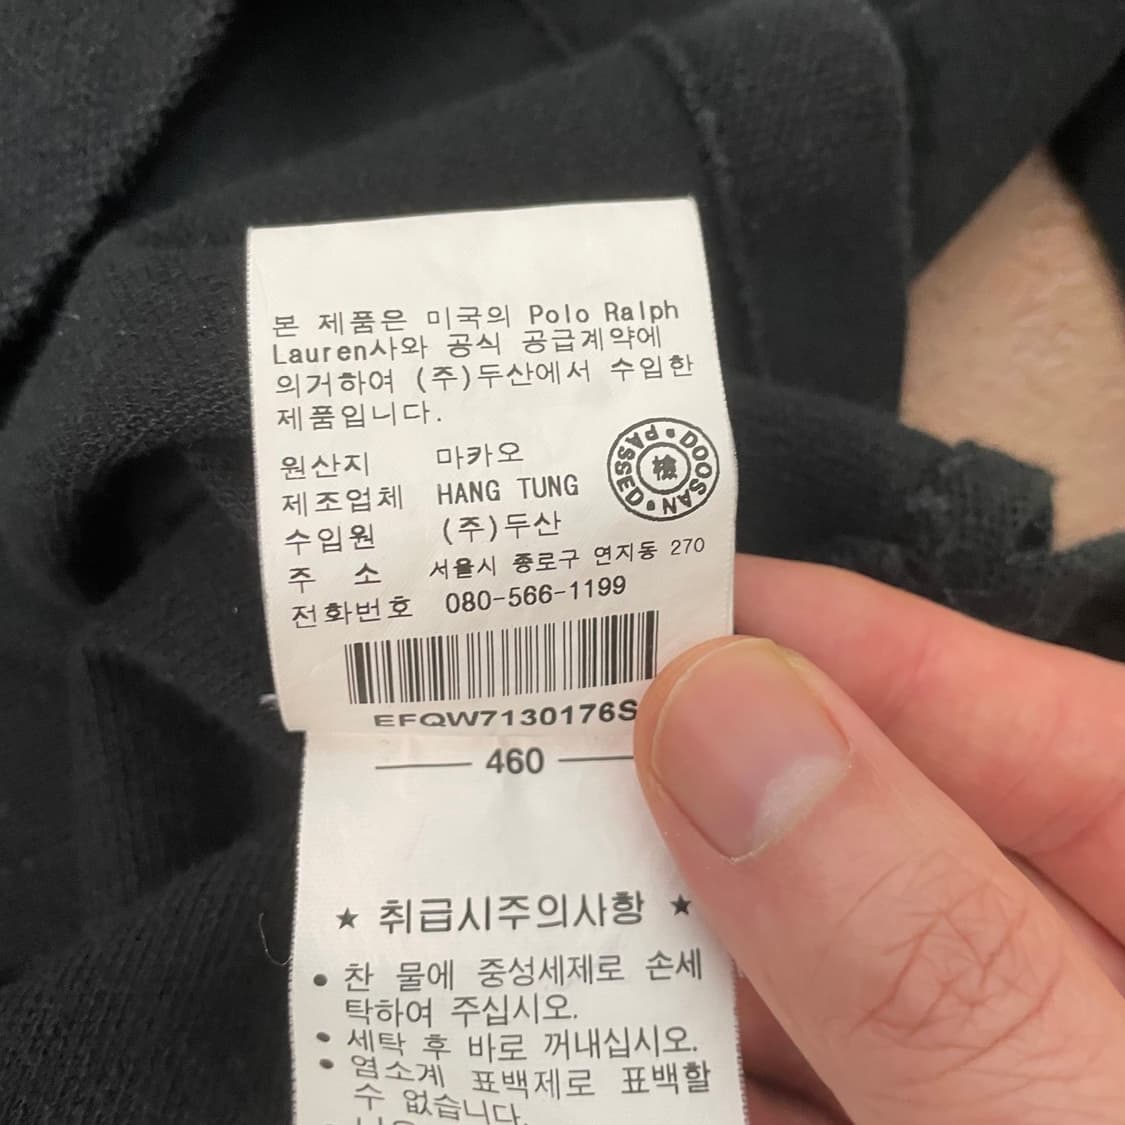 본 제품은 미국의 Polo Ralph
Lauren사와 공식 공급계약에
의거하여 (주)두산에서 수입한
제품입니다.
원산지 마카오
제조업체 HANG TUNG
수입원 (주)두산
주 소 서울시 종로구 연지동 270
전화번호 080-566-1199
PASSED • DOOSAN •
檢
EFQW7130176S
460
★ 취급시주의사항 ★
• 찬 물에 중성세제로 손세
탁하여 주십시오.
• 세탁 후 바로 꺼내십시오.
• 염소계 표백제로 표백할
수 없습니다.